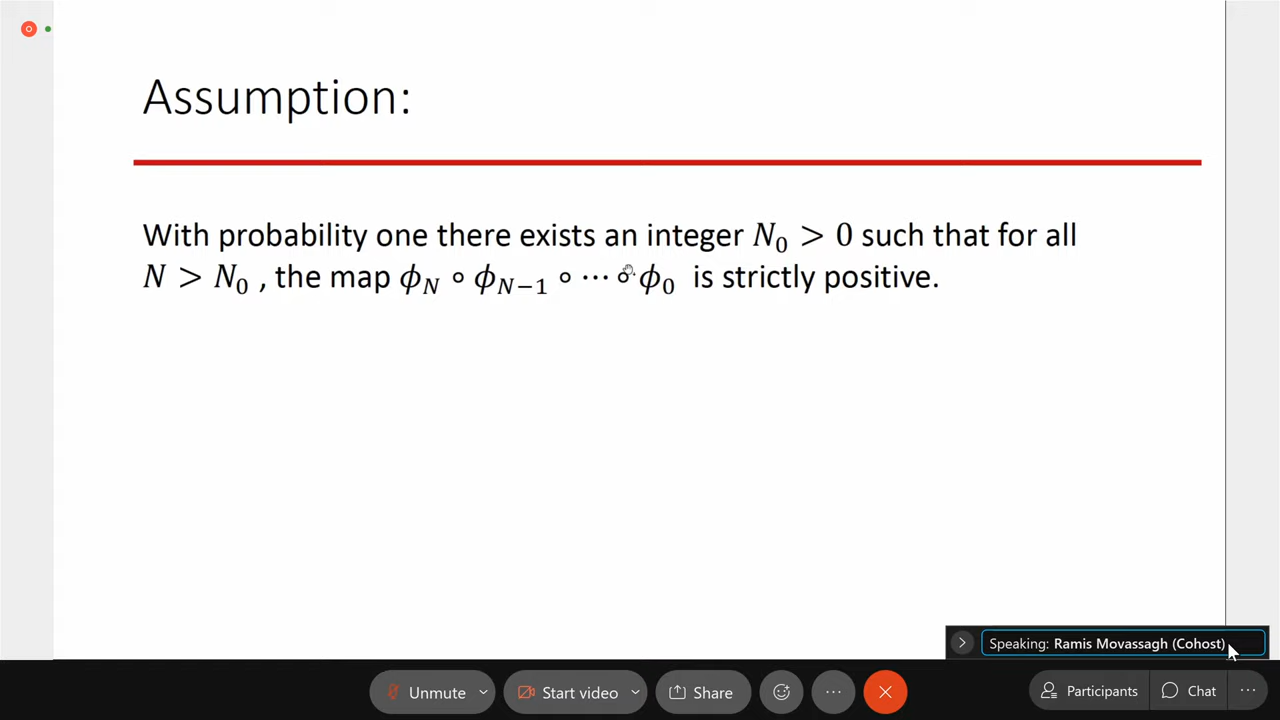 Assumption:
With probability one there exists an integer N₀ > 0 such that for all
N > N₀ , the map ϕ_N ∘ ϕ_{N−1} ∘ ⋯ ∘ ϕ₀ is strictly positive.
Speaking: Ramis Movassagh (Cohost)
Unmute
Start video
Share
Participants
Chat